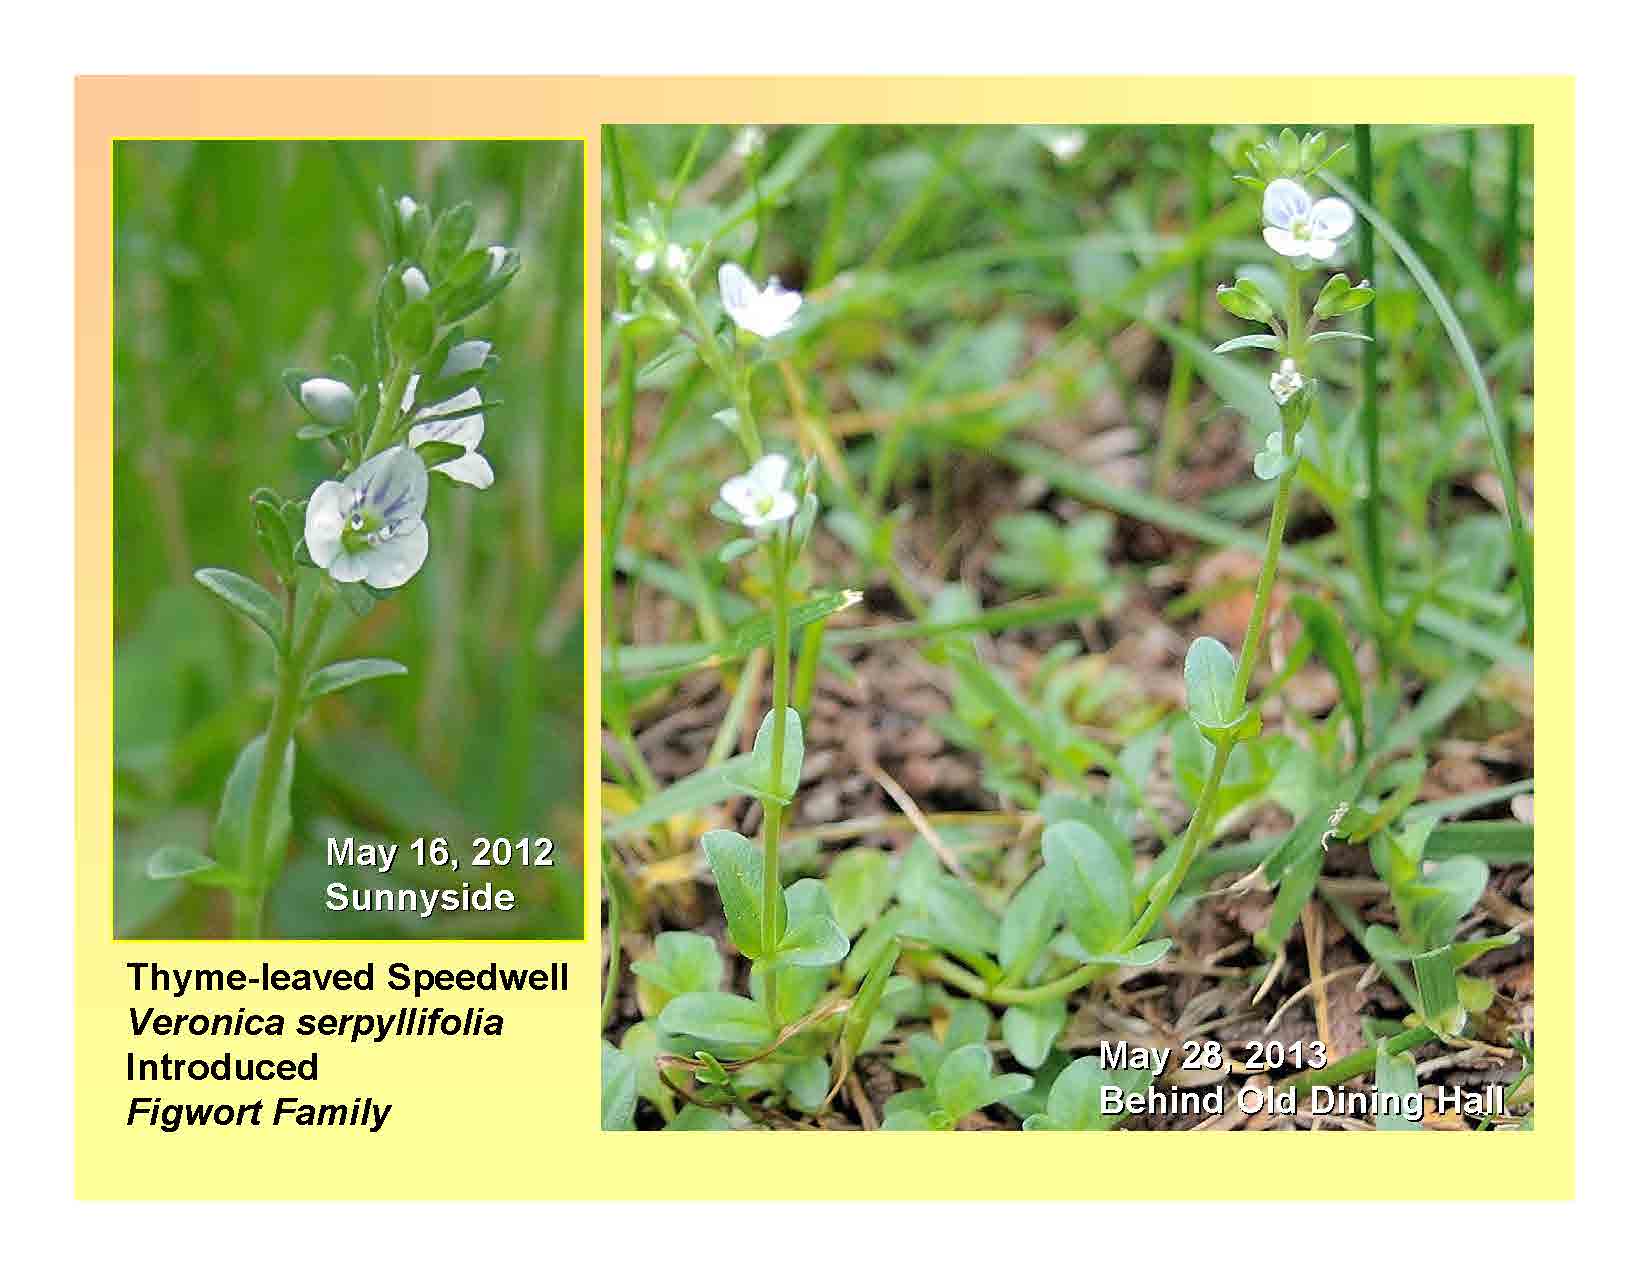 May 16, 2012
Sunnyside
Thyme-leaved Speedwell
Veronica serpyllifolia
Introduced
Figwort Family
May 28, 2013
Behind Old Dining Hall